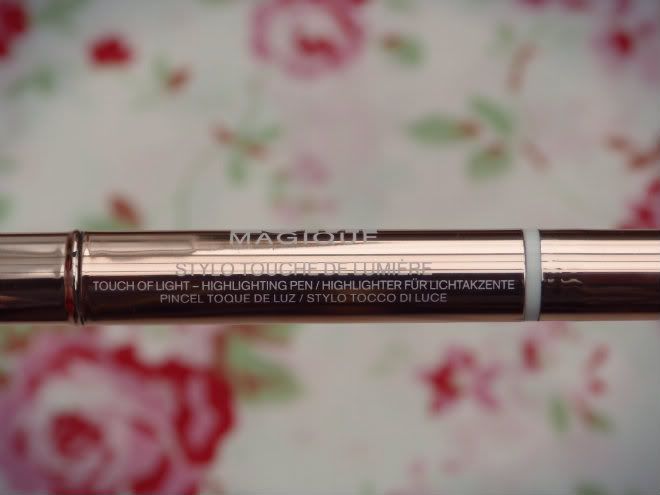 MAGIQUE
STYLO TOUCHE DE LUMIÈRE
TOUCH OF LIGHT – HIGHLIGHTING PEN / HIGHLIGHTER FÜR LICHTAKZENTE
PINCEL TOQUE DE LUZ / STYLO TOCCO DI LUCE